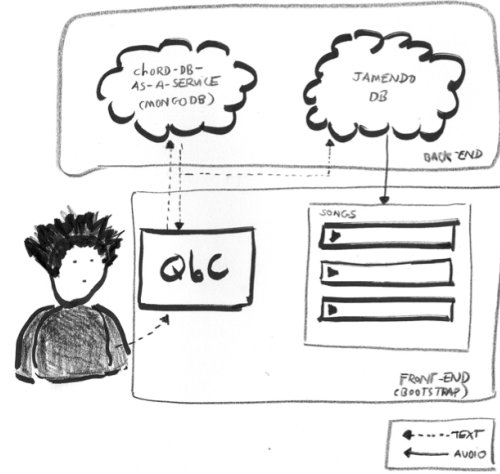 chORD-DB-
AS-A-SERVICE
(MONGODB)
JAMENDO
DB
BACK-END
SONGS
QbC
FRONT-END
(BOOTSTRAP)
TEXT
AUDIO